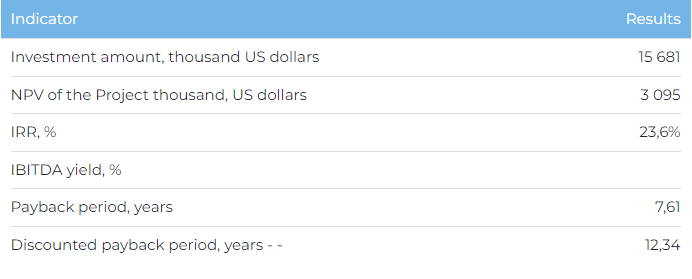 Indicator Results
Investment amount, thousand US dollars 15 681
NPV of the Project thousand, US dollars 3 095
IRR, % 23,6%
IBITDA yield, %
Payback period, years 7,61
Discounted payback period, years - - 12,34